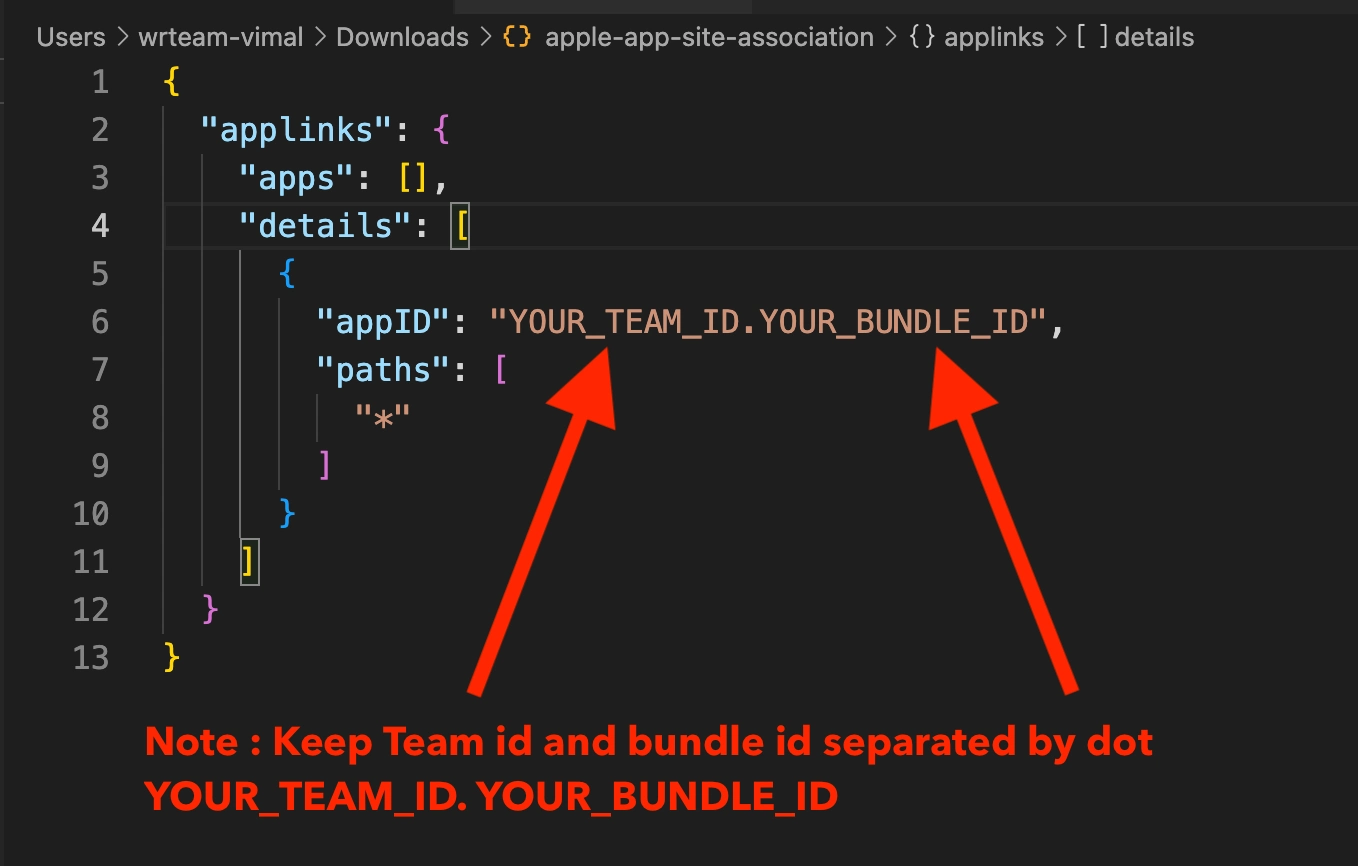 Users > wrteam-vimal > Downloads > {} apple-app-site-association > {} applinks > [ ] details
1 {
2   "applinks": {
3     "apps": [],
4     "details": [
5       {
6         "appID": "YOUR_TEAM_ID.YOUR_BUNDLE_ID",
7         "paths": [
8           "*"
9         ]
10       }
11     ]
12   }
13 }
Note : Keep Team id and bundle id separated by dot
YOUR_TEAM_ID. YOUR_BUNDLE_ID